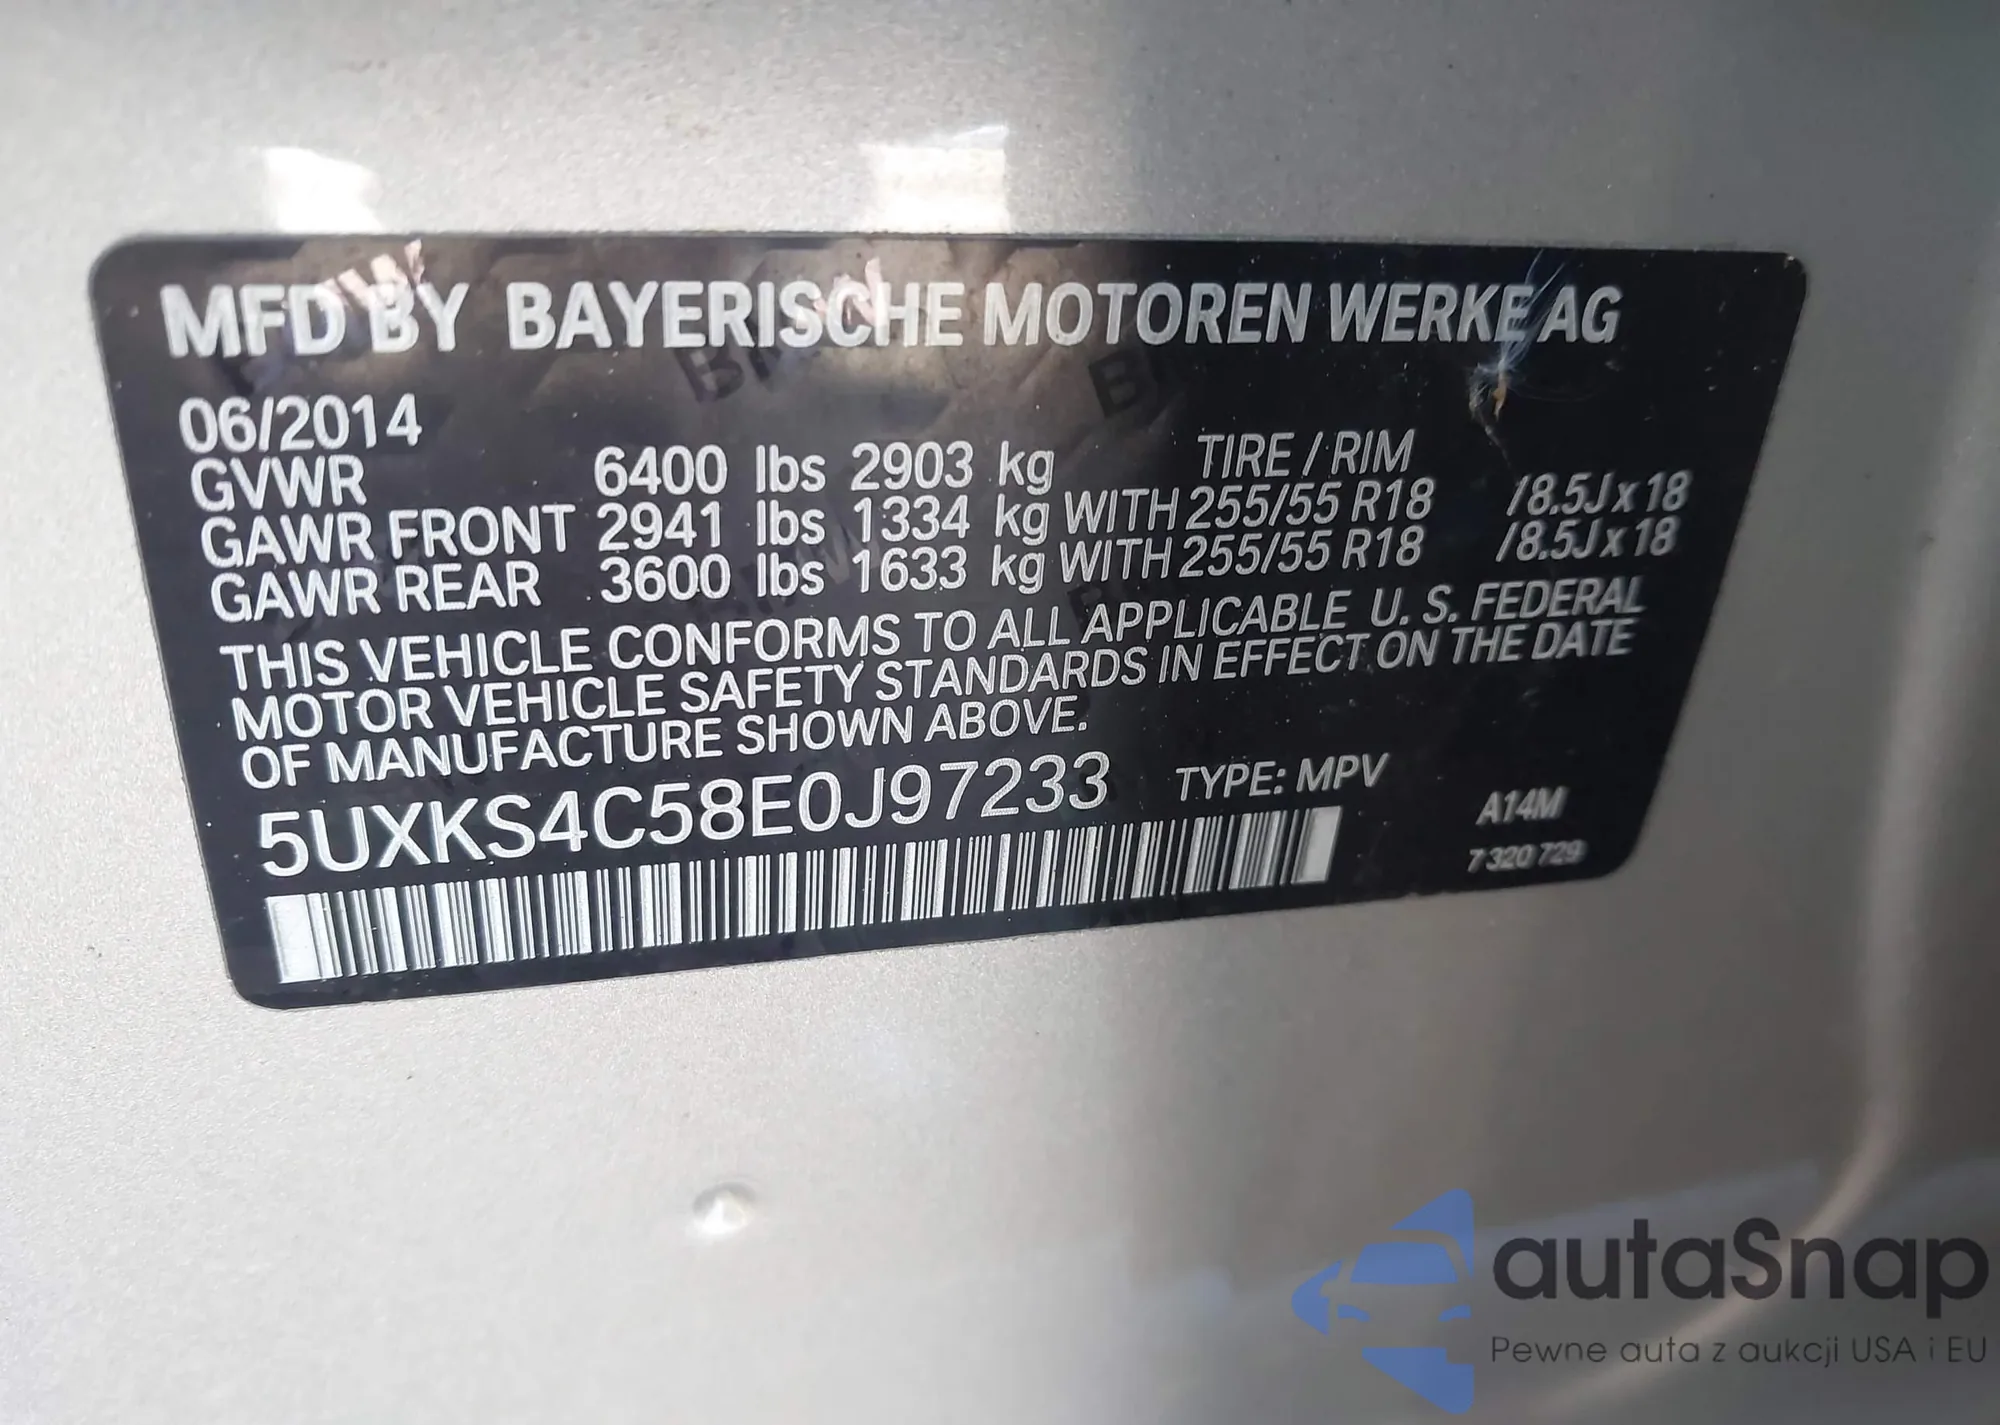 MFD BY BAYERISCHE MOTOREN WERKE AG
06/2014
GVWR 6400 lbs 2903 kg TIRE / RIM
GAWR FRONT 2941 lbs 1334 kg WITH 255/55 R18 /8.5J x 18
GAWR REAR 3600 lbs 1633 kg WITH 255/55 R18 /8.5J x 18
THIS VEHICLE CONFORMS TO ALL APPLICABLE U. S. FEDERAL
MOTOR VEHICLE SAFETY STANDARDS IN EFFECT ON THE DATE
OF MANUFACTURE SHOWN ABOVE.
5UXKS4C58E0J97233 TYPE: MPV
A14M
7 320 729
autaSnap
Pewne auta z aukcji USA i EU